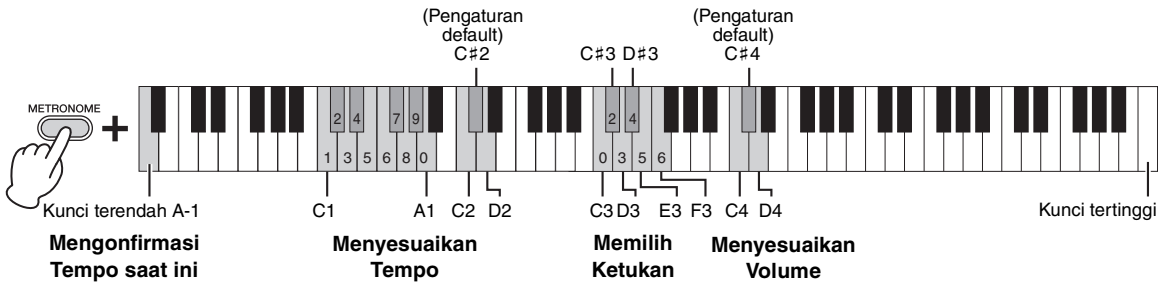 (Pengaturan default) C♯2
C♯3 D♯3
(Pengaturan default) C♯4
METRONOME
+
2 4 7 9
1 3 5 6 8 0
2 4
0 3 5 6
Kunci terendah A-1
C1
A1
C2
D2
C3 D3
E3
F3
C4
D4
Kunci tertinggi
Mengonfirmasi
Tempo saat ini
Menyesuaikan
Tempo
Memilih
Ketukan
Menyesuaikan
Volume